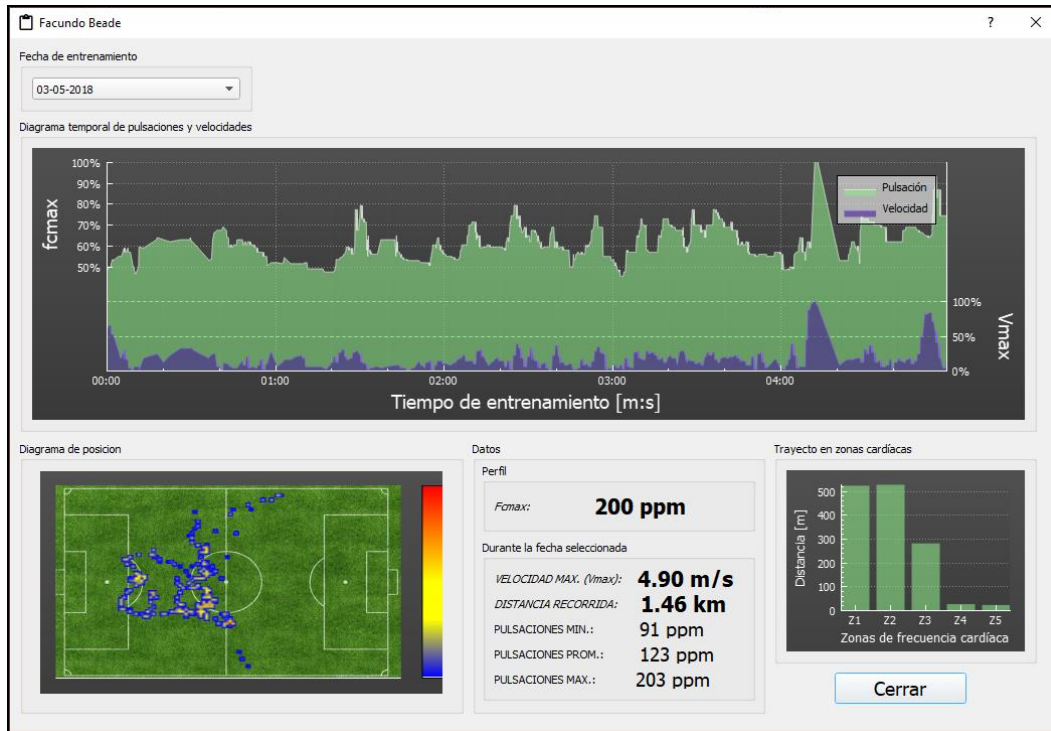 Facundo Beade
?
Fecha de entrenamiento
03-05-2018
Diagrama temporal de pulsaciones y velocidades
100%
90%
80%
70%
60%
50%
fcmax
Pulsación
Velocidad
100%
50%
0%
Vmax
00:00 01:00 02:00 03:00 04:00
Tiempo de entrenamiento [m:s]
Diagrama de posicion
Datos
Perfil
Fcmax: 200 ppm
Durante la fecha seleccionada
VELOCIDAD MAX. (Vmax): 4.90 m/s
DISTANCIA RECORRIDA: 1.46 km
PULSACIONES MIN.: 91 ppm
PULSACIONES PROM.: 123 ppm
PULSACIONES MAX.: 203 ppm
Trayecto en zonas cardíacas
500
400
300
200
100
0
Distancia [m]
Z1 Z2 Z3 Z4 Z5
Zonas de frecuencia cardíaca
Cerrar